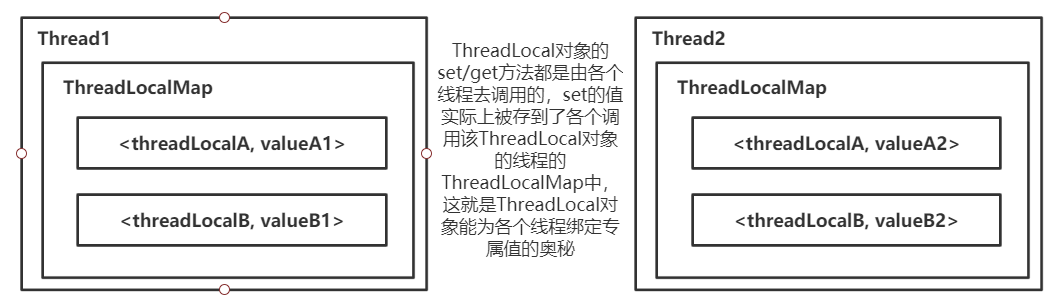 Thread1
ThreadLocalMap
<threadLocalA, valueA1>
<threadLocalB, valueB1>
ThreadLocal对象的
set/get方法都是由各个
线程去调用的，set的值
实际上被存到了各个调
用该ThreadLocal对象
的线程的
ThreadLocalMap中，
这就是ThreadLocal对
象能为各个线程绑定专
属值的奥秘
Thread2
ThreadLocalMap
<threadLocalA, valueA2>
<threadLocalB, valueB2>